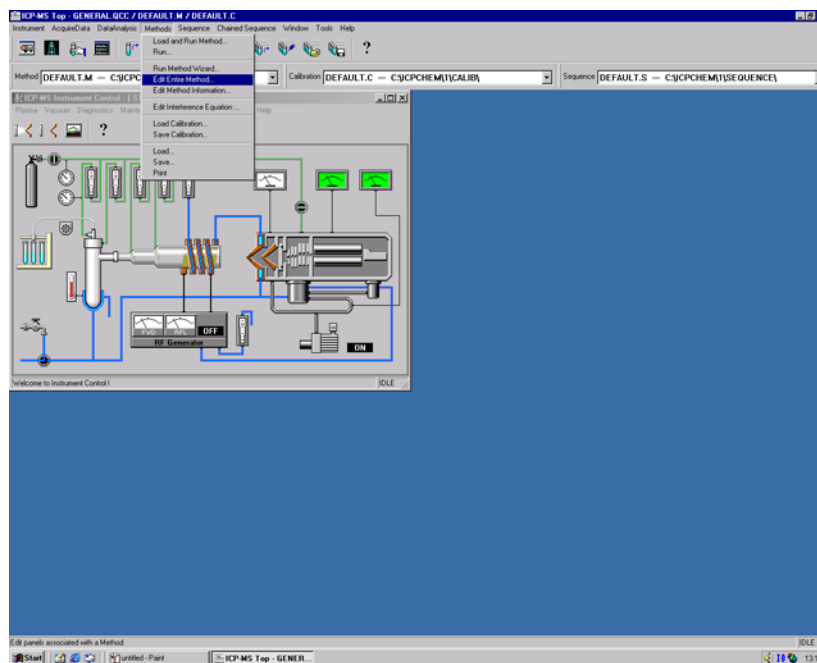 ICP-MS Top - GENERAL.QCC / DEFAULT.M / DEFAULT.C
Instrument AcquireData DataAnalysis Methods Sequence Chained Sequence Window Tools Help
Load and Run Method...
Run...
Run Method Wizard...
Edit Entire Method...
Edit Method Information...
Edit Interference Equation ...
Load Calibration...
Save Calibration...
Load...
Save...
Print
Method DEFAULT.M — C:\ICPC
Calibration DEFAULT.C — C:\ICPCHEM\1\CALIB\
Sequence DEFAULT.S — C:\ICPCHEM\1\SEQUENCE\
ICP-MS Instrument Control - [ S
Plasma Vacuum Diagnostics Mainte Help
FWD RFL OFF
RF Generator
ON
Welcome to Instrument Control ! IDLE
Edit panels associated with a Method IDLE
Start untitled - Paint ICP-MS Top - GENER...